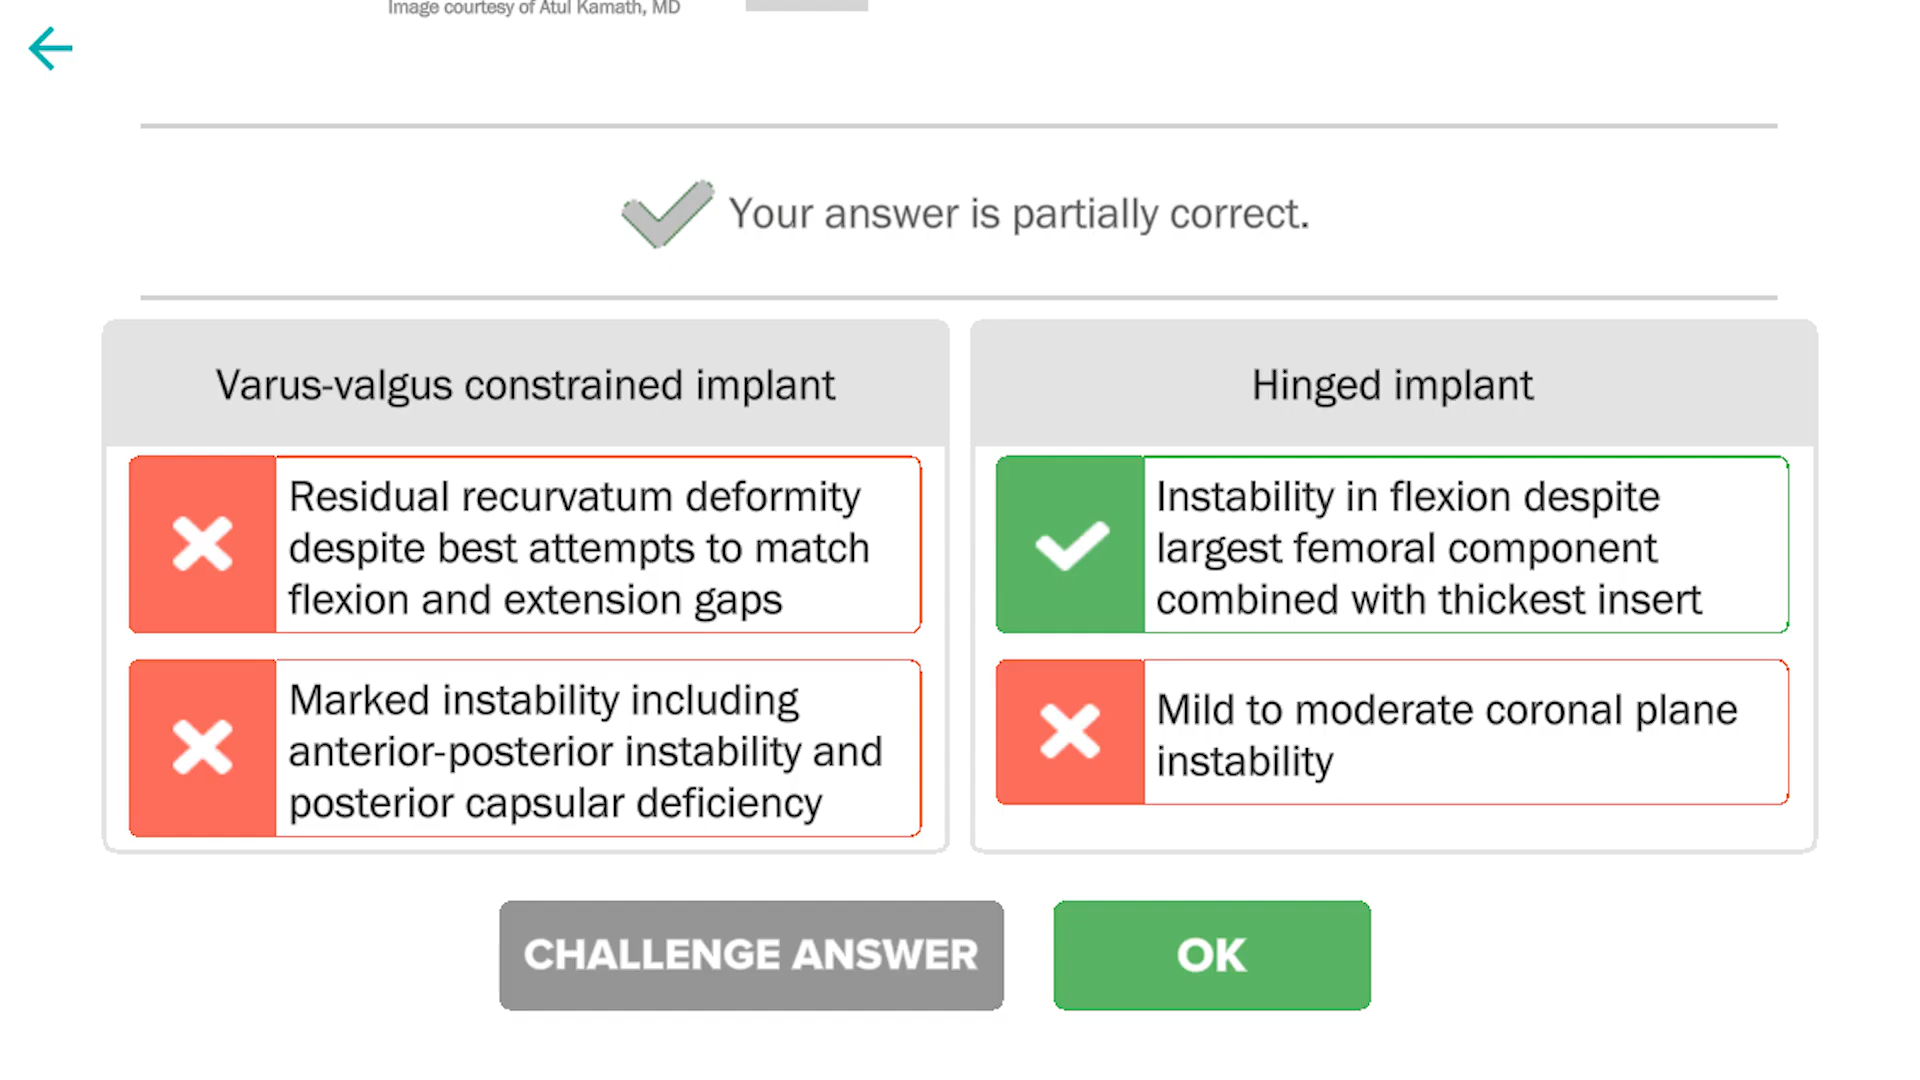 Image courtesy of Atul Kamath, MD
Your answer is partially correct.
Varus-valgus constrained implant
Residual recurvatum deformity
despite best attempts to match
flexion and extension gaps
Marked instability including
anterior-posterior instability and
posterior capsular deficiency
Hinged implant
Instability in flexion despite
largest femoral component
combined with thickest insert
Mild to moderate coronal plane
instability
CHALLENGE ANSWER
OK